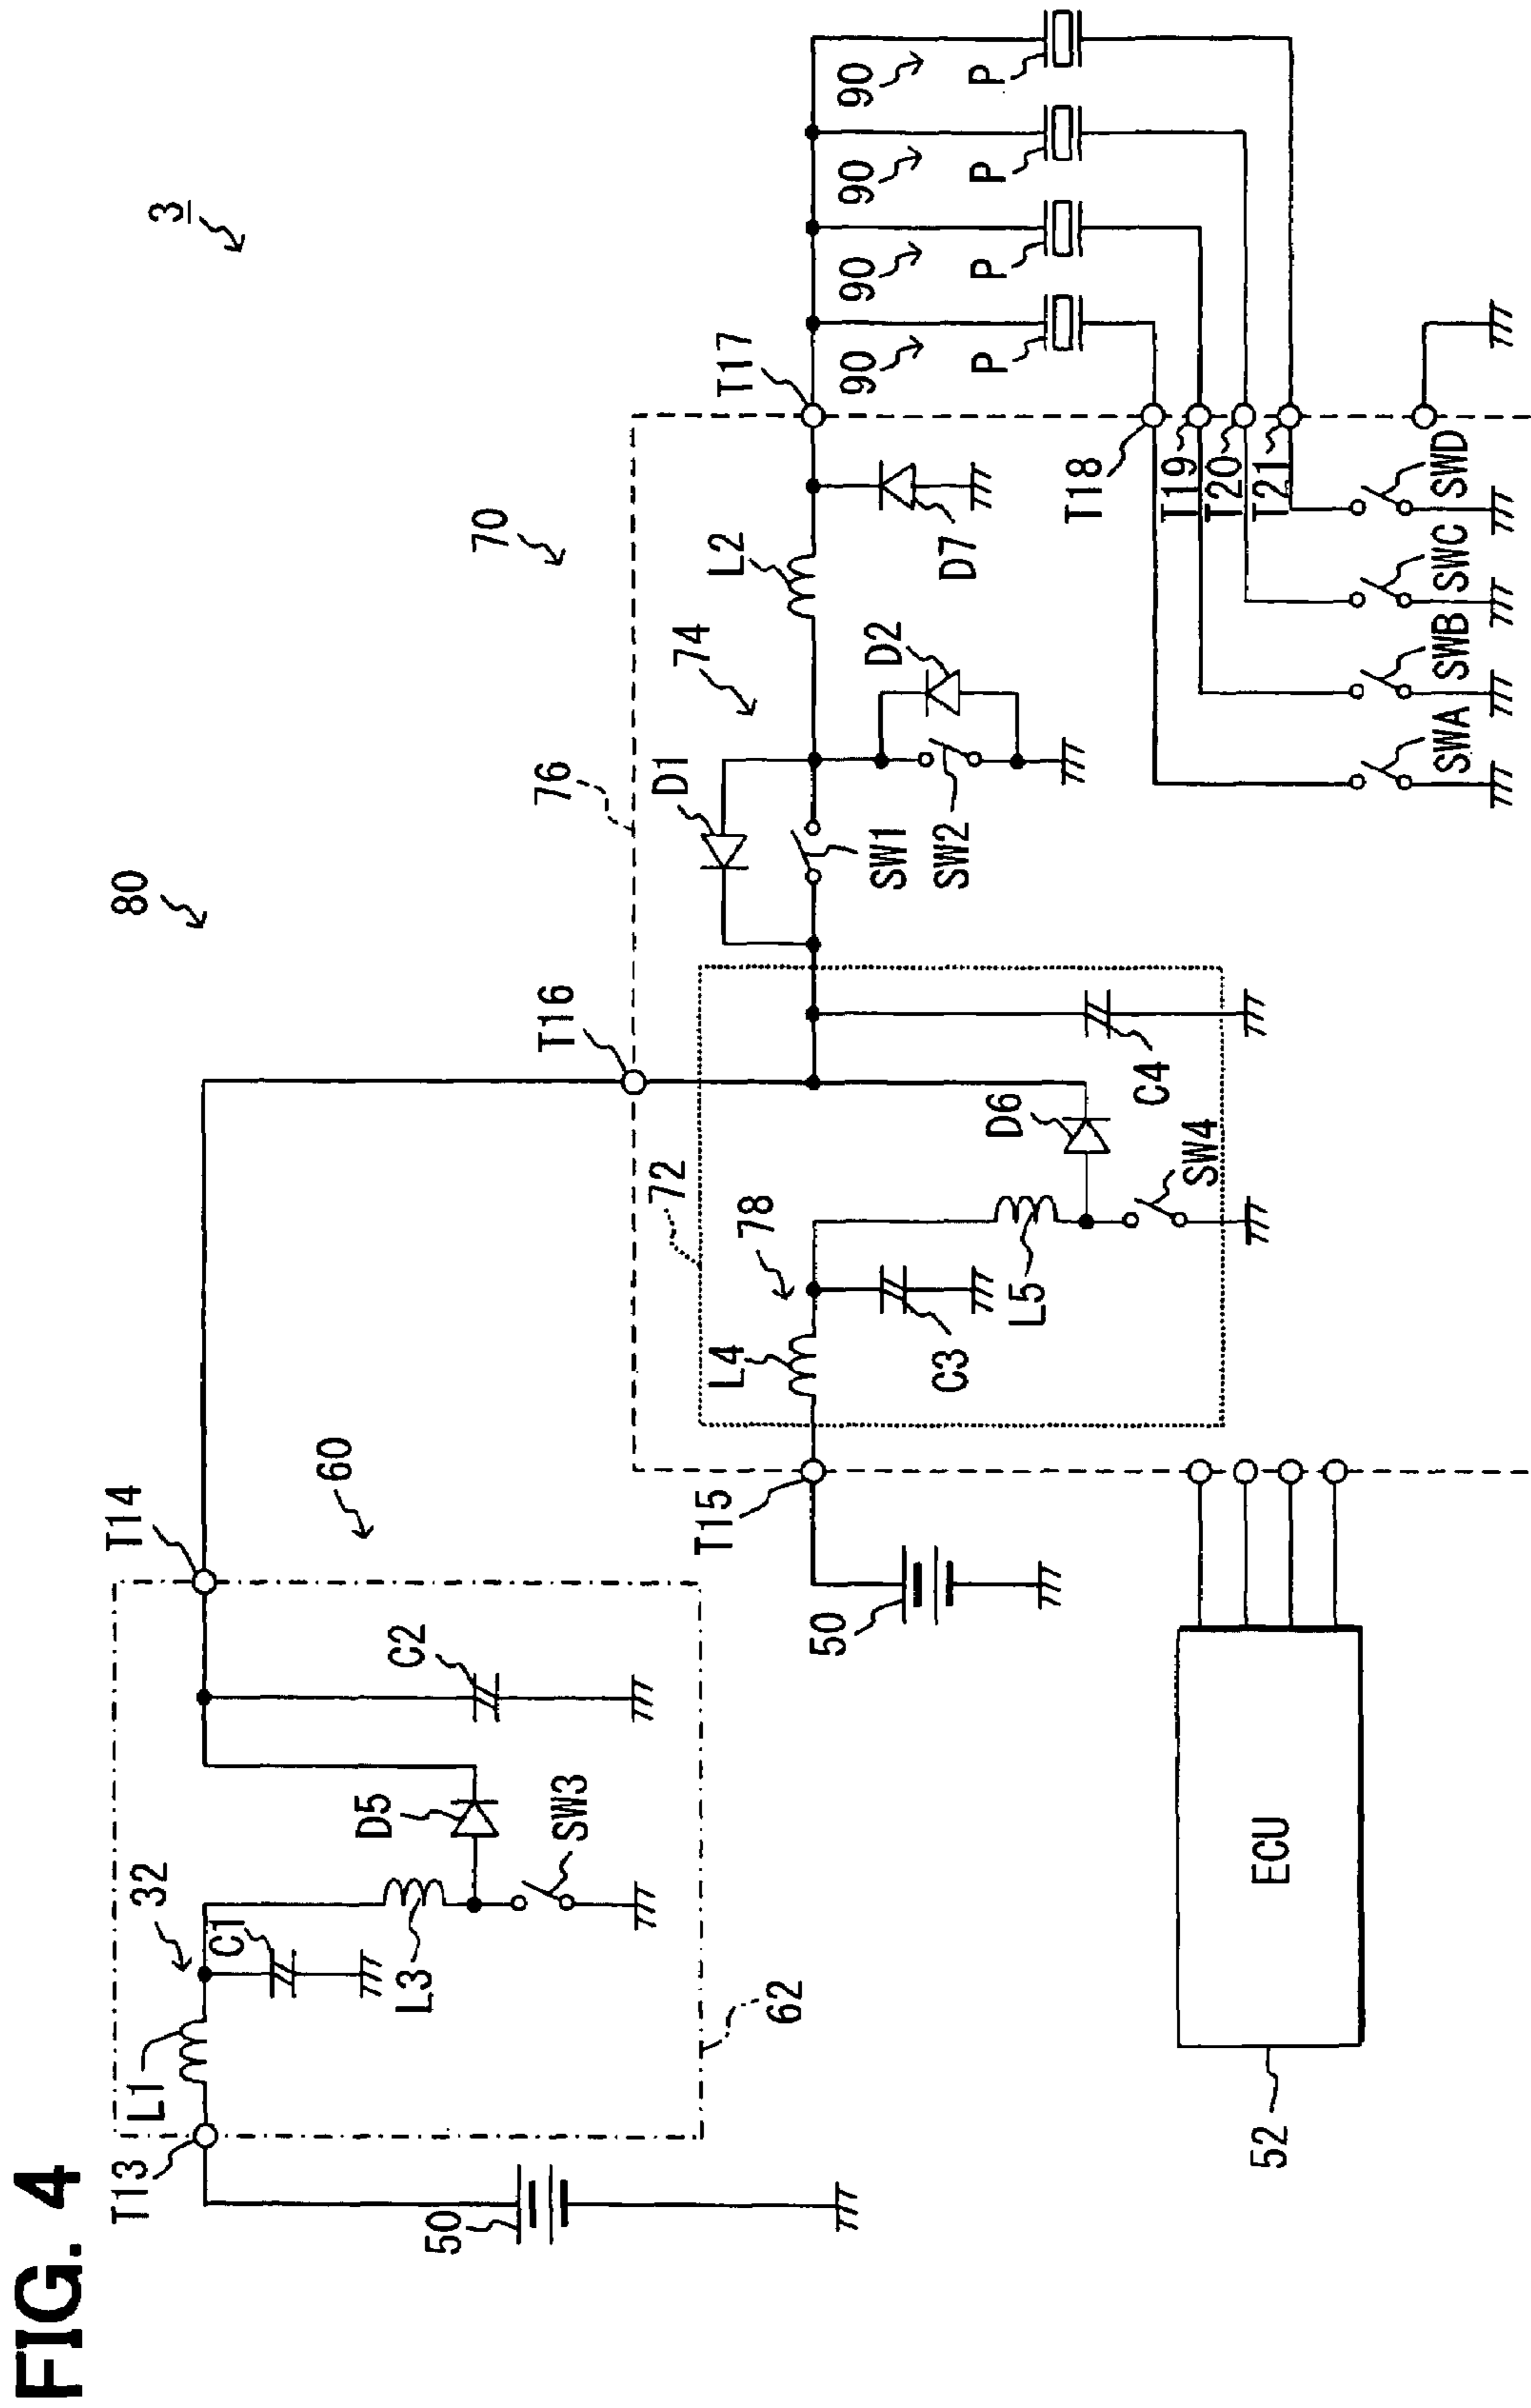 FIG. 4
3
80
70
60
T14
T16
76
74
T17
90
90
90
90
P
P
P
P
T13
L1
32
C1
L3
D5
SW3
C2
62
50
50
T15
72
78
L4
C3
L5
D6
SW4
C4
D1
SW1
SW2
D2
L2
D7
T18
T19
T20
T21
SWA
SWB
SWC
SWD
ECU
52